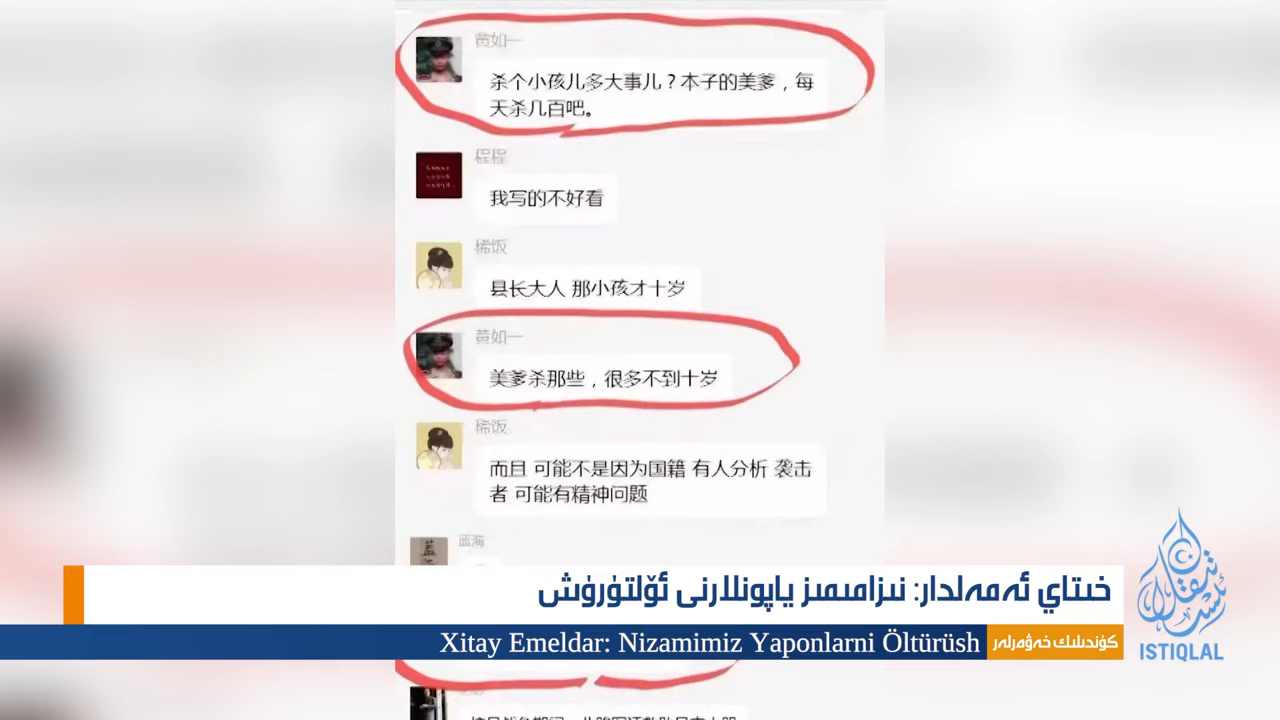 黄如一
杀个小孩儿多大事儿？本子的美爹，每
天杀几百吧。
程程
我写的不好看
稀饭
县长大人 那小孩才十岁
黄如一
美爹杀那些，很多不到十岁
稀饭
而且 可能不是因为国籍 有人分析 袭击
者 可能有精神问题
蓝海
خىتاي ئەمەلدار: نىزامىمىز ياپونلارنى ئۆلتۈرۈش
Xitay Emeldar: Nizamimiz Yaponlarni Öltürüsh
كۈندىلىك خەۋەرلەر
ISTIQLAL